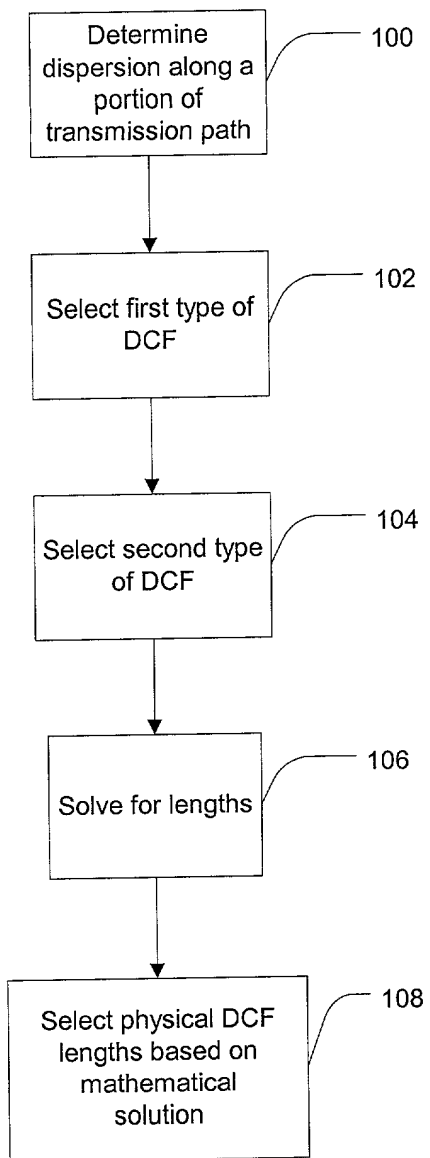 Determine
dispersion along a
portion of
transmission path
100
Select first type of
DCF
102
Select second type
of DCF
104
Solve for lengths
106
Select physical DCF
lengths based on
mathematical
solution
108